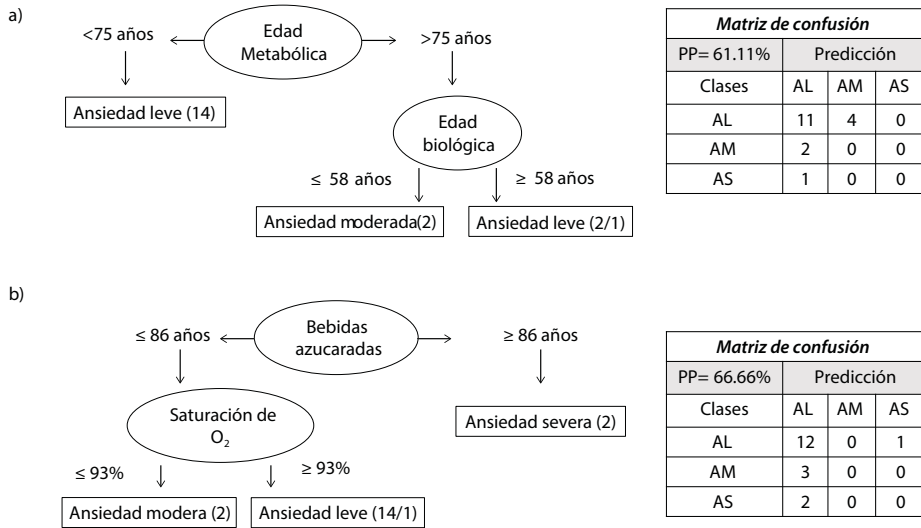 a)
<75 años
Edad
Metabólica
>75 años
Ansiedad leve (14)
Edad
biológica
≤ 58 años
≥ 58 años
Ansiedad moderada(2)
Ansiedad leve (2/1)
Matriz de confusión
PP= 61.11% Predicción
Clases AL AM AS
AL 11 4 0
AM 2 0 0
AS 1 0 0
b)
≤ 86 años
Bebidas
azucaradas
≥ 86 años
Saturación de
O₂
Ansiedad severa (2)
≤ 93%
≥ 93%
Ansiedad modera (2)
Ansiedad leve (14/1)
Matriz de confusión
PP= 66.66% Predicción
Clases AL AM AS
AL 12 0 1
AM 3 0 0
AS 2 0 0